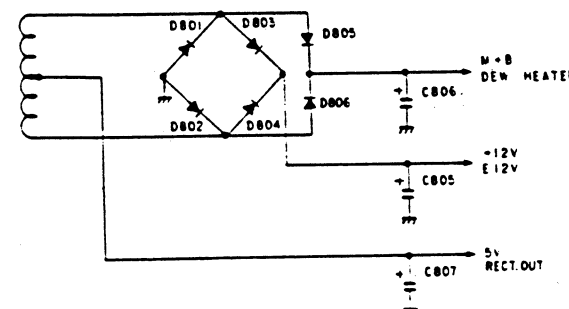 D801
D803
D805
M+B
DEW HEATER
C806.
D806
D802
D804
+12V
E12V
C805
5V
RECT.OUT
C807